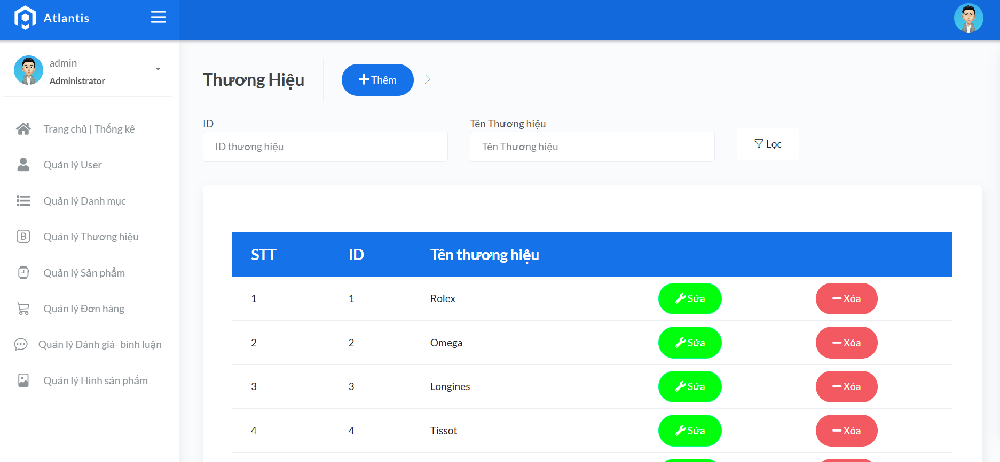 Atlantis
admin
Administrator
Trang chủ | Thống kê
Quản lý User
Quản lý Danh mục
Quản lý Thương hiệu
Quản lý Sản phẩm
Quản lý Đơn hàng
Quản lý Đánh giá- bình luận
Quản lý Hình sản phẩm
Thương Hiệu
Thêm
ID
ID thương hiệu
Tên Thương hiệu
Tên Thương hiệu
Lọc
STT ID Tên thương hiệu
1 1 Rolex Sửa Xóa
2 2 Omega Sửa Xóa
3 3 Longines Sửa Xóa
4 4 Tissot Sửa Xóa